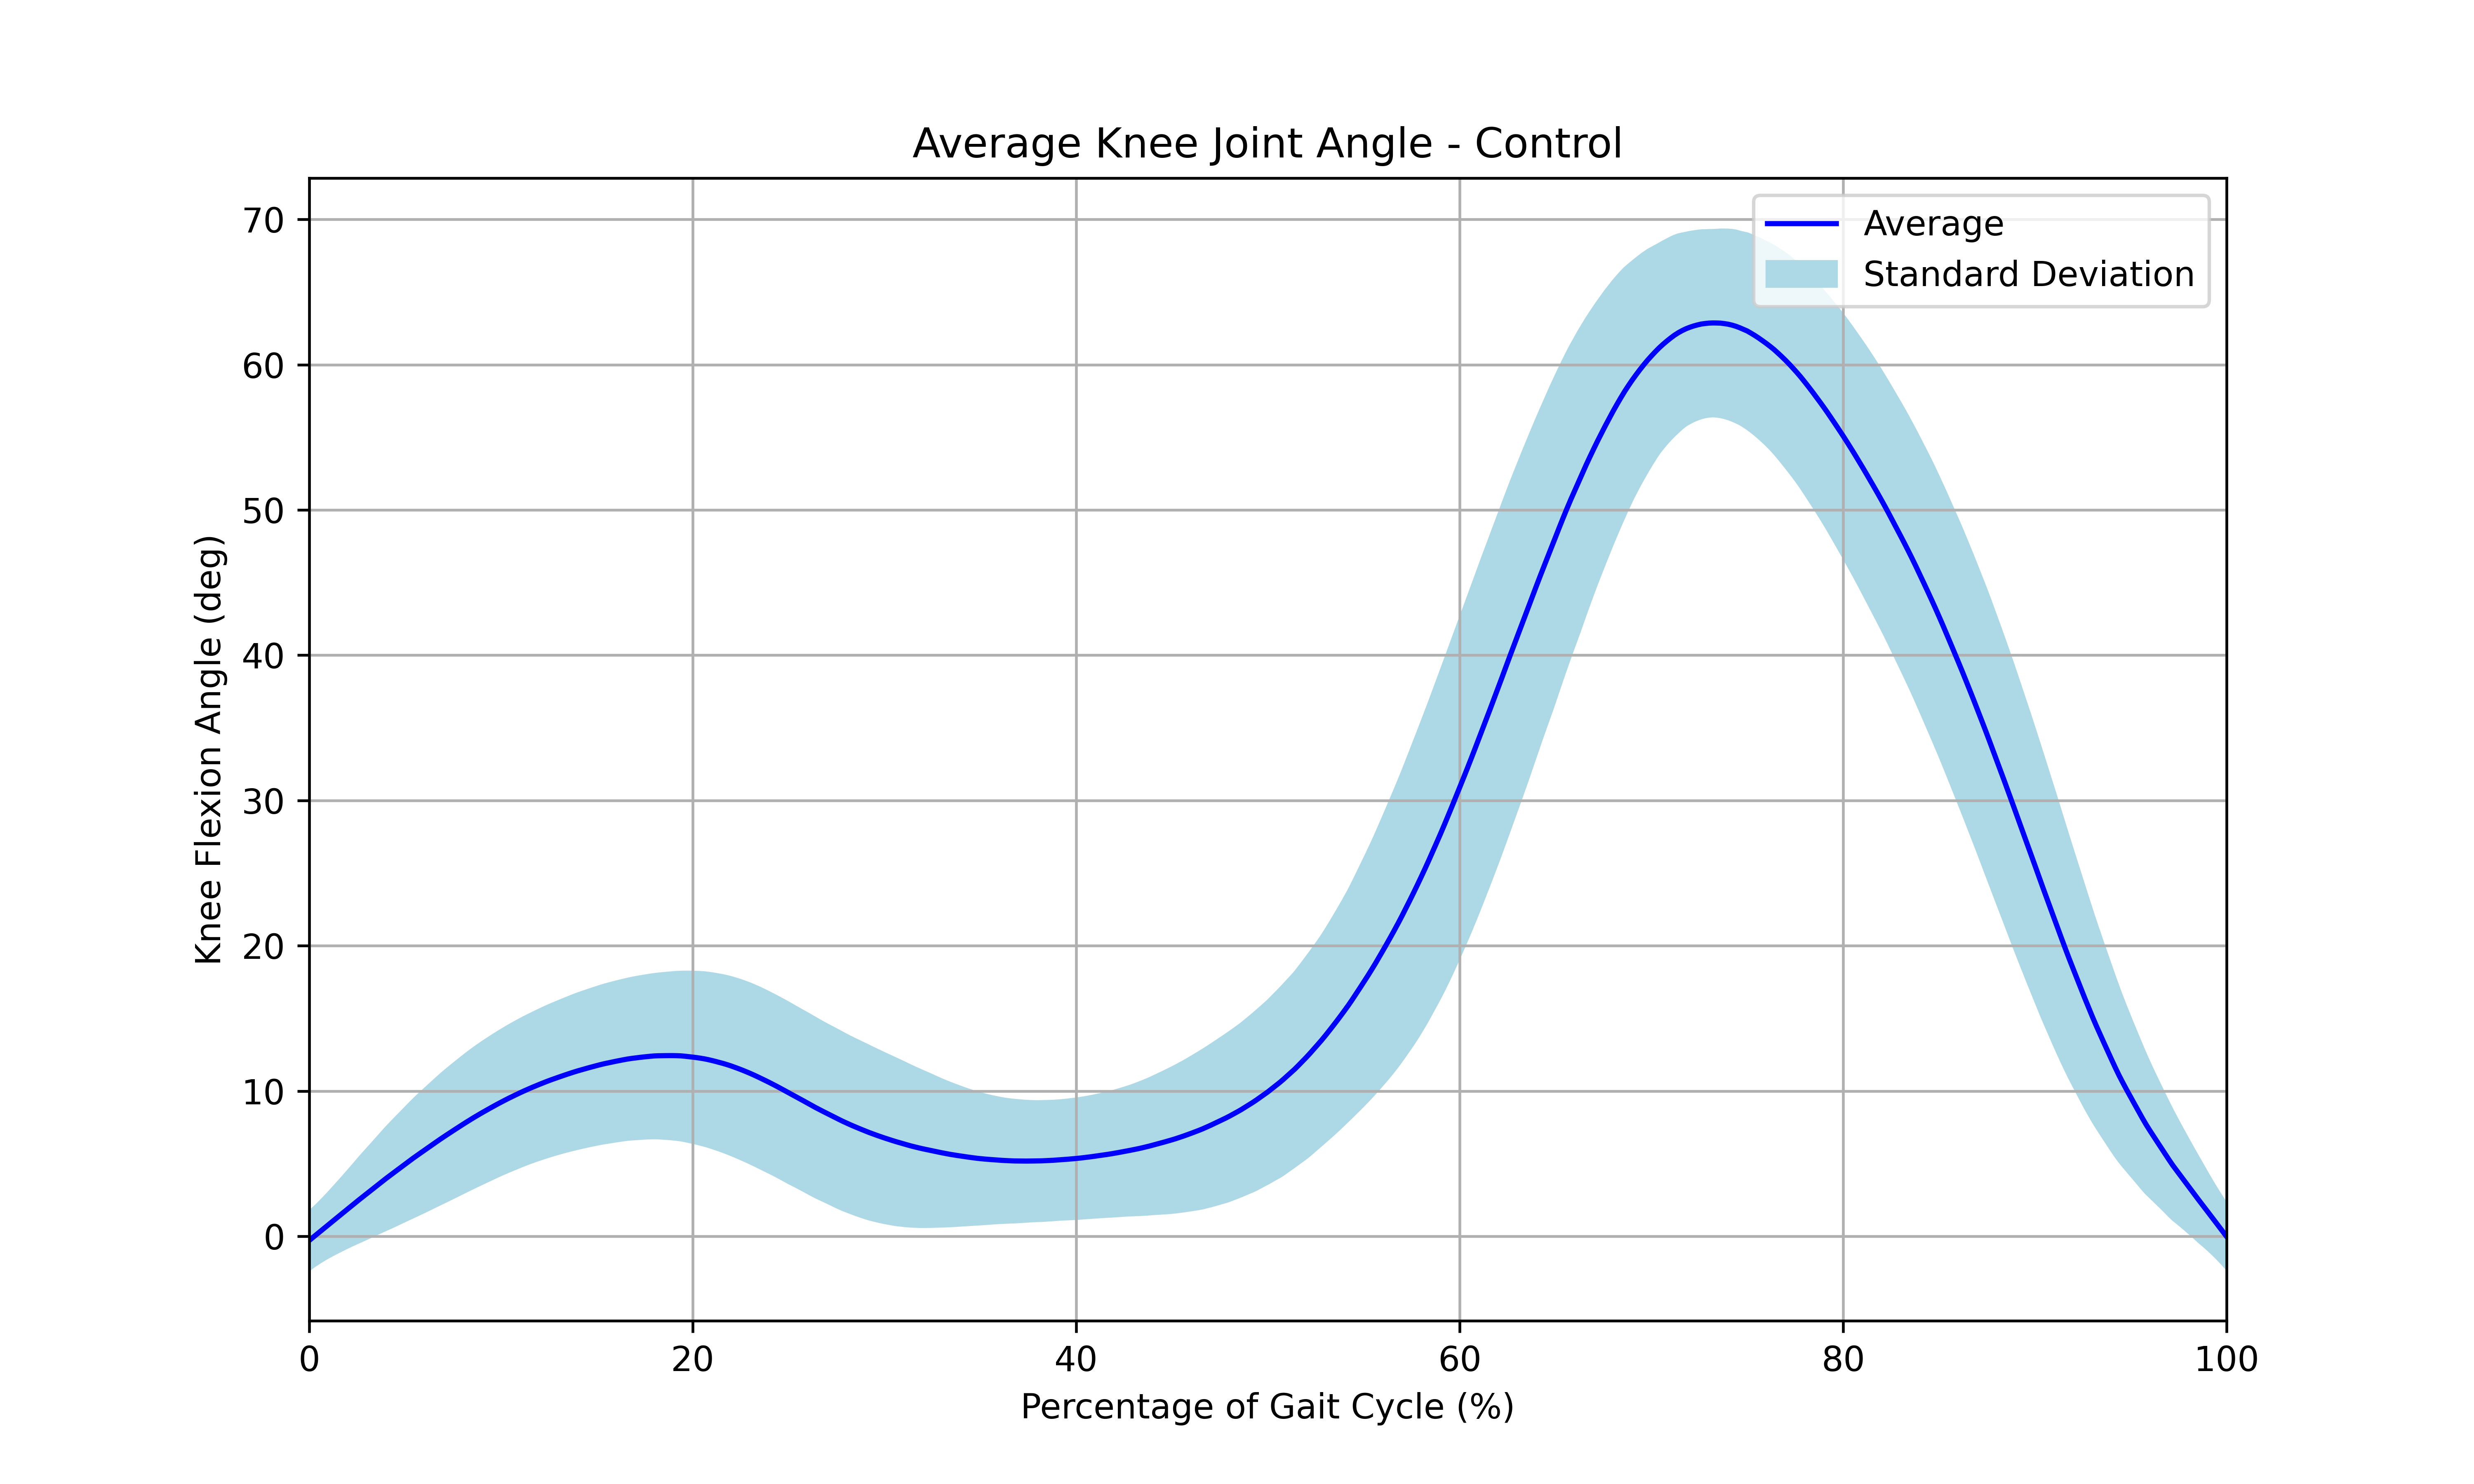 Average Knee Joint Angle - Control
Average
Standard Deviation
Knee Flexion Angle (deg)
70
60
50
40
30
20
10
0
0 20 40 60 80 100
Percentage of Gait Cycle (%)